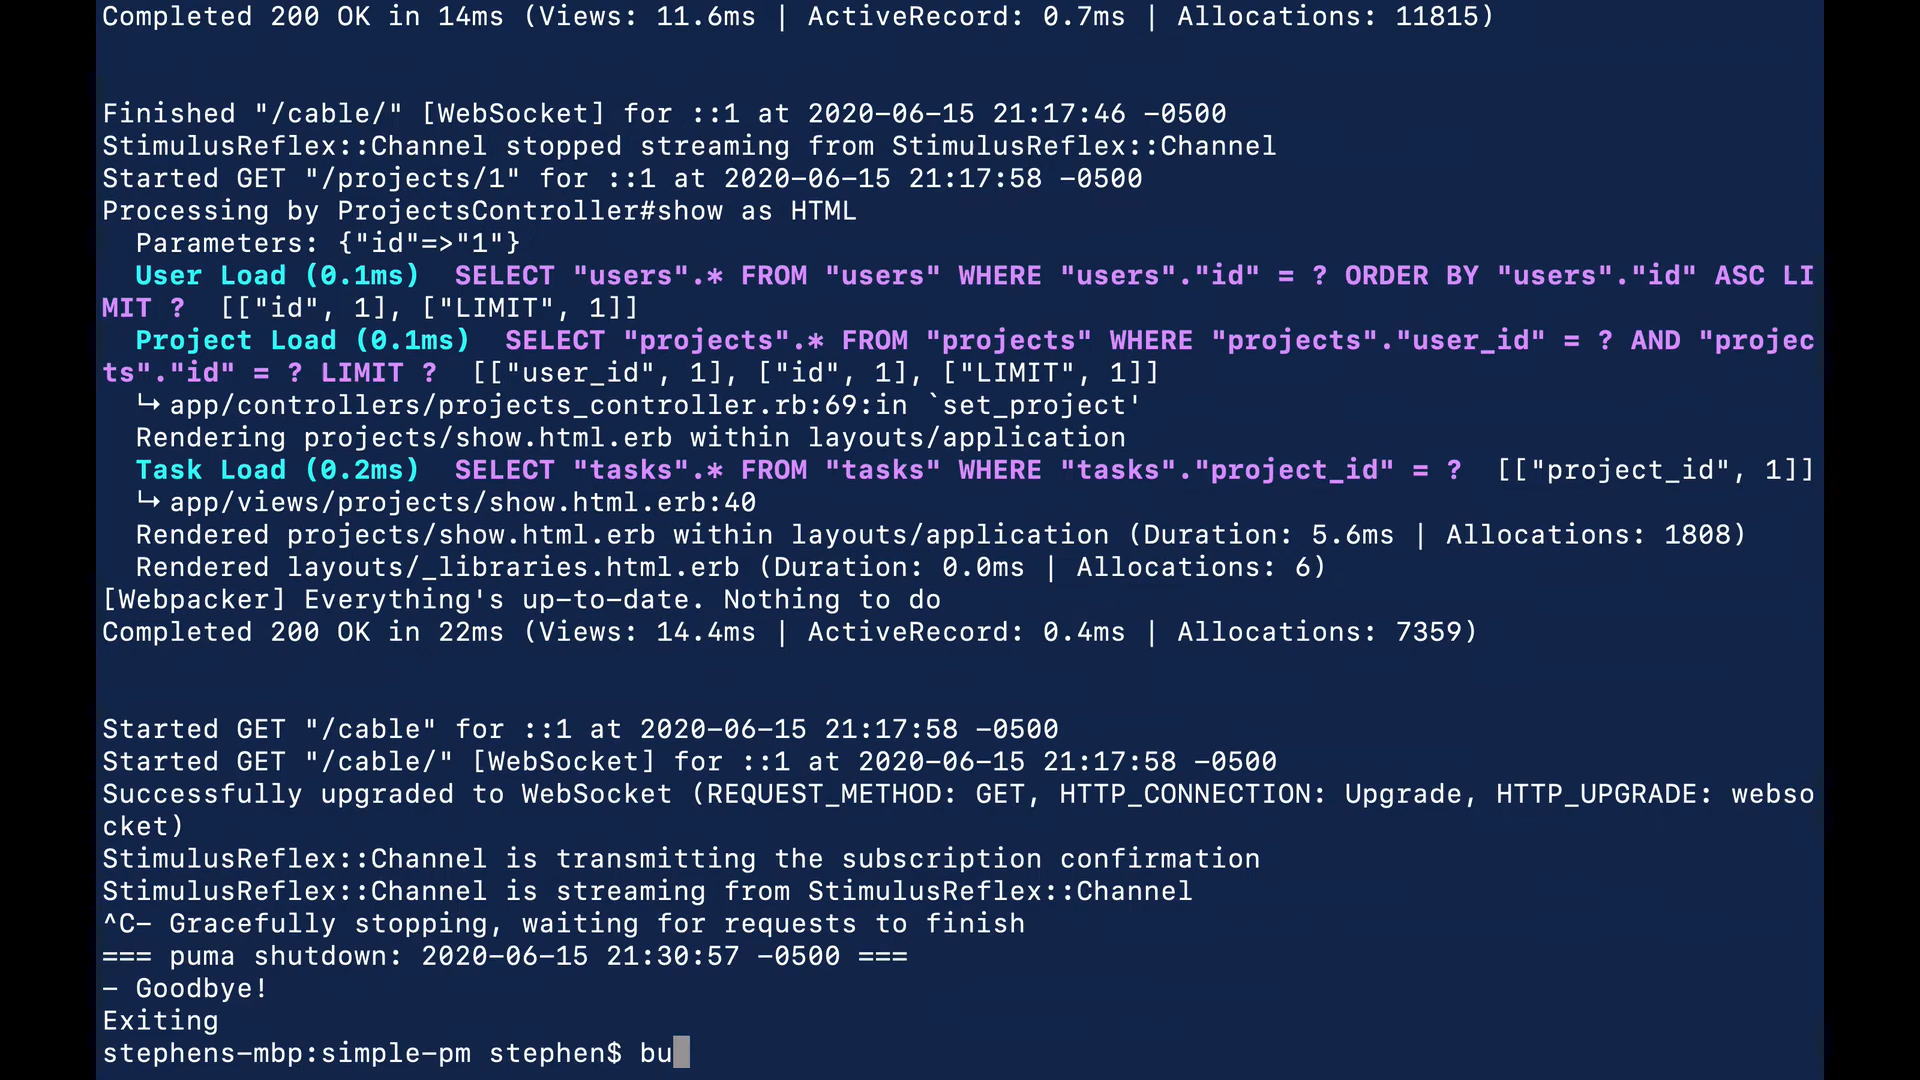 Completed 200 OK in 14ms (Views: 11.6ms | ActiveRecord: 0.7ms | Allocations: 11815)
Finished "/cable/" [WebSocket] for ::1 at 2020-06-15 21:17:46 -0500
StimulusReflex::Channel stopped streaming from StimulusReflex::Channel
Started GET "/projects/1" for ::1 at 2020-06-15 21:17:58 -0500
Processing by ProjectsController#show as HTML
  Parameters: {"id"=>"1"}
  User Load (0.1ms)  SELECT "users".* FROM "users" WHERE "users"."id" = ? ORDER BY "users"."id" ASC LI
MIT ?  [["id", 1], ["LIMIT", 1]]
  Project Load (0.1ms)  SELECT "projects".* FROM "projects" WHERE "projects"."user_id" = ? AND "projec
ts"."id" = ? LIMIT ?  [["user_id", 1], ["id", 1], ["LIMIT", 1]]
  ↳ app/controllers/projects_controller.rb:69:in `set_project'
  Rendering projects/show.html.erb within layouts/application
  Task Load (0.2ms)  SELECT "tasks".* FROM "tasks" WHERE "tasks"."project_id" = ?  [["project_id", 1]]
  ↳ app/views/projects/show.html.erb:40
  Rendered projects/show.html.erb within layouts/application (Duration: 5.6ms | Allocations: 1808)
  Rendered layouts/_libraries.html.erb (Duration: 0.0ms | Allocations: 6)
[Webpacker] Everything's up-to-date. Nothing to do
Completed 200 OK in 22ms (Views: 14.4ms | ActiveRecord: 0.4ms | Allocations: 7359)
Started GET "/cable" for ::1 at 2020-06-15 21:17:58 -0500
Started GET "/cable/" [WebSocket] for ::1 at 2020-06-15 21:17:58 -0500
Successfully upgraded to WebSocket (REQUEST_METHOD: GET, HTTP_CONNECTION: Upgrade, HTTP_UPGRADE: webso
cket)
StimulusReflex::Channel is transmitting the subscription confirmation
StimulusReflex::Channel is streaming from StimulusReflex::Channel
^C- Gracefully stopping, waiting for requests to finish
=== puma shutdown: 2020-06-15 21:30:57 -0500 ===
- Goodbye!
Exiting
stephens-mbp:simple-pm stephen$ bu